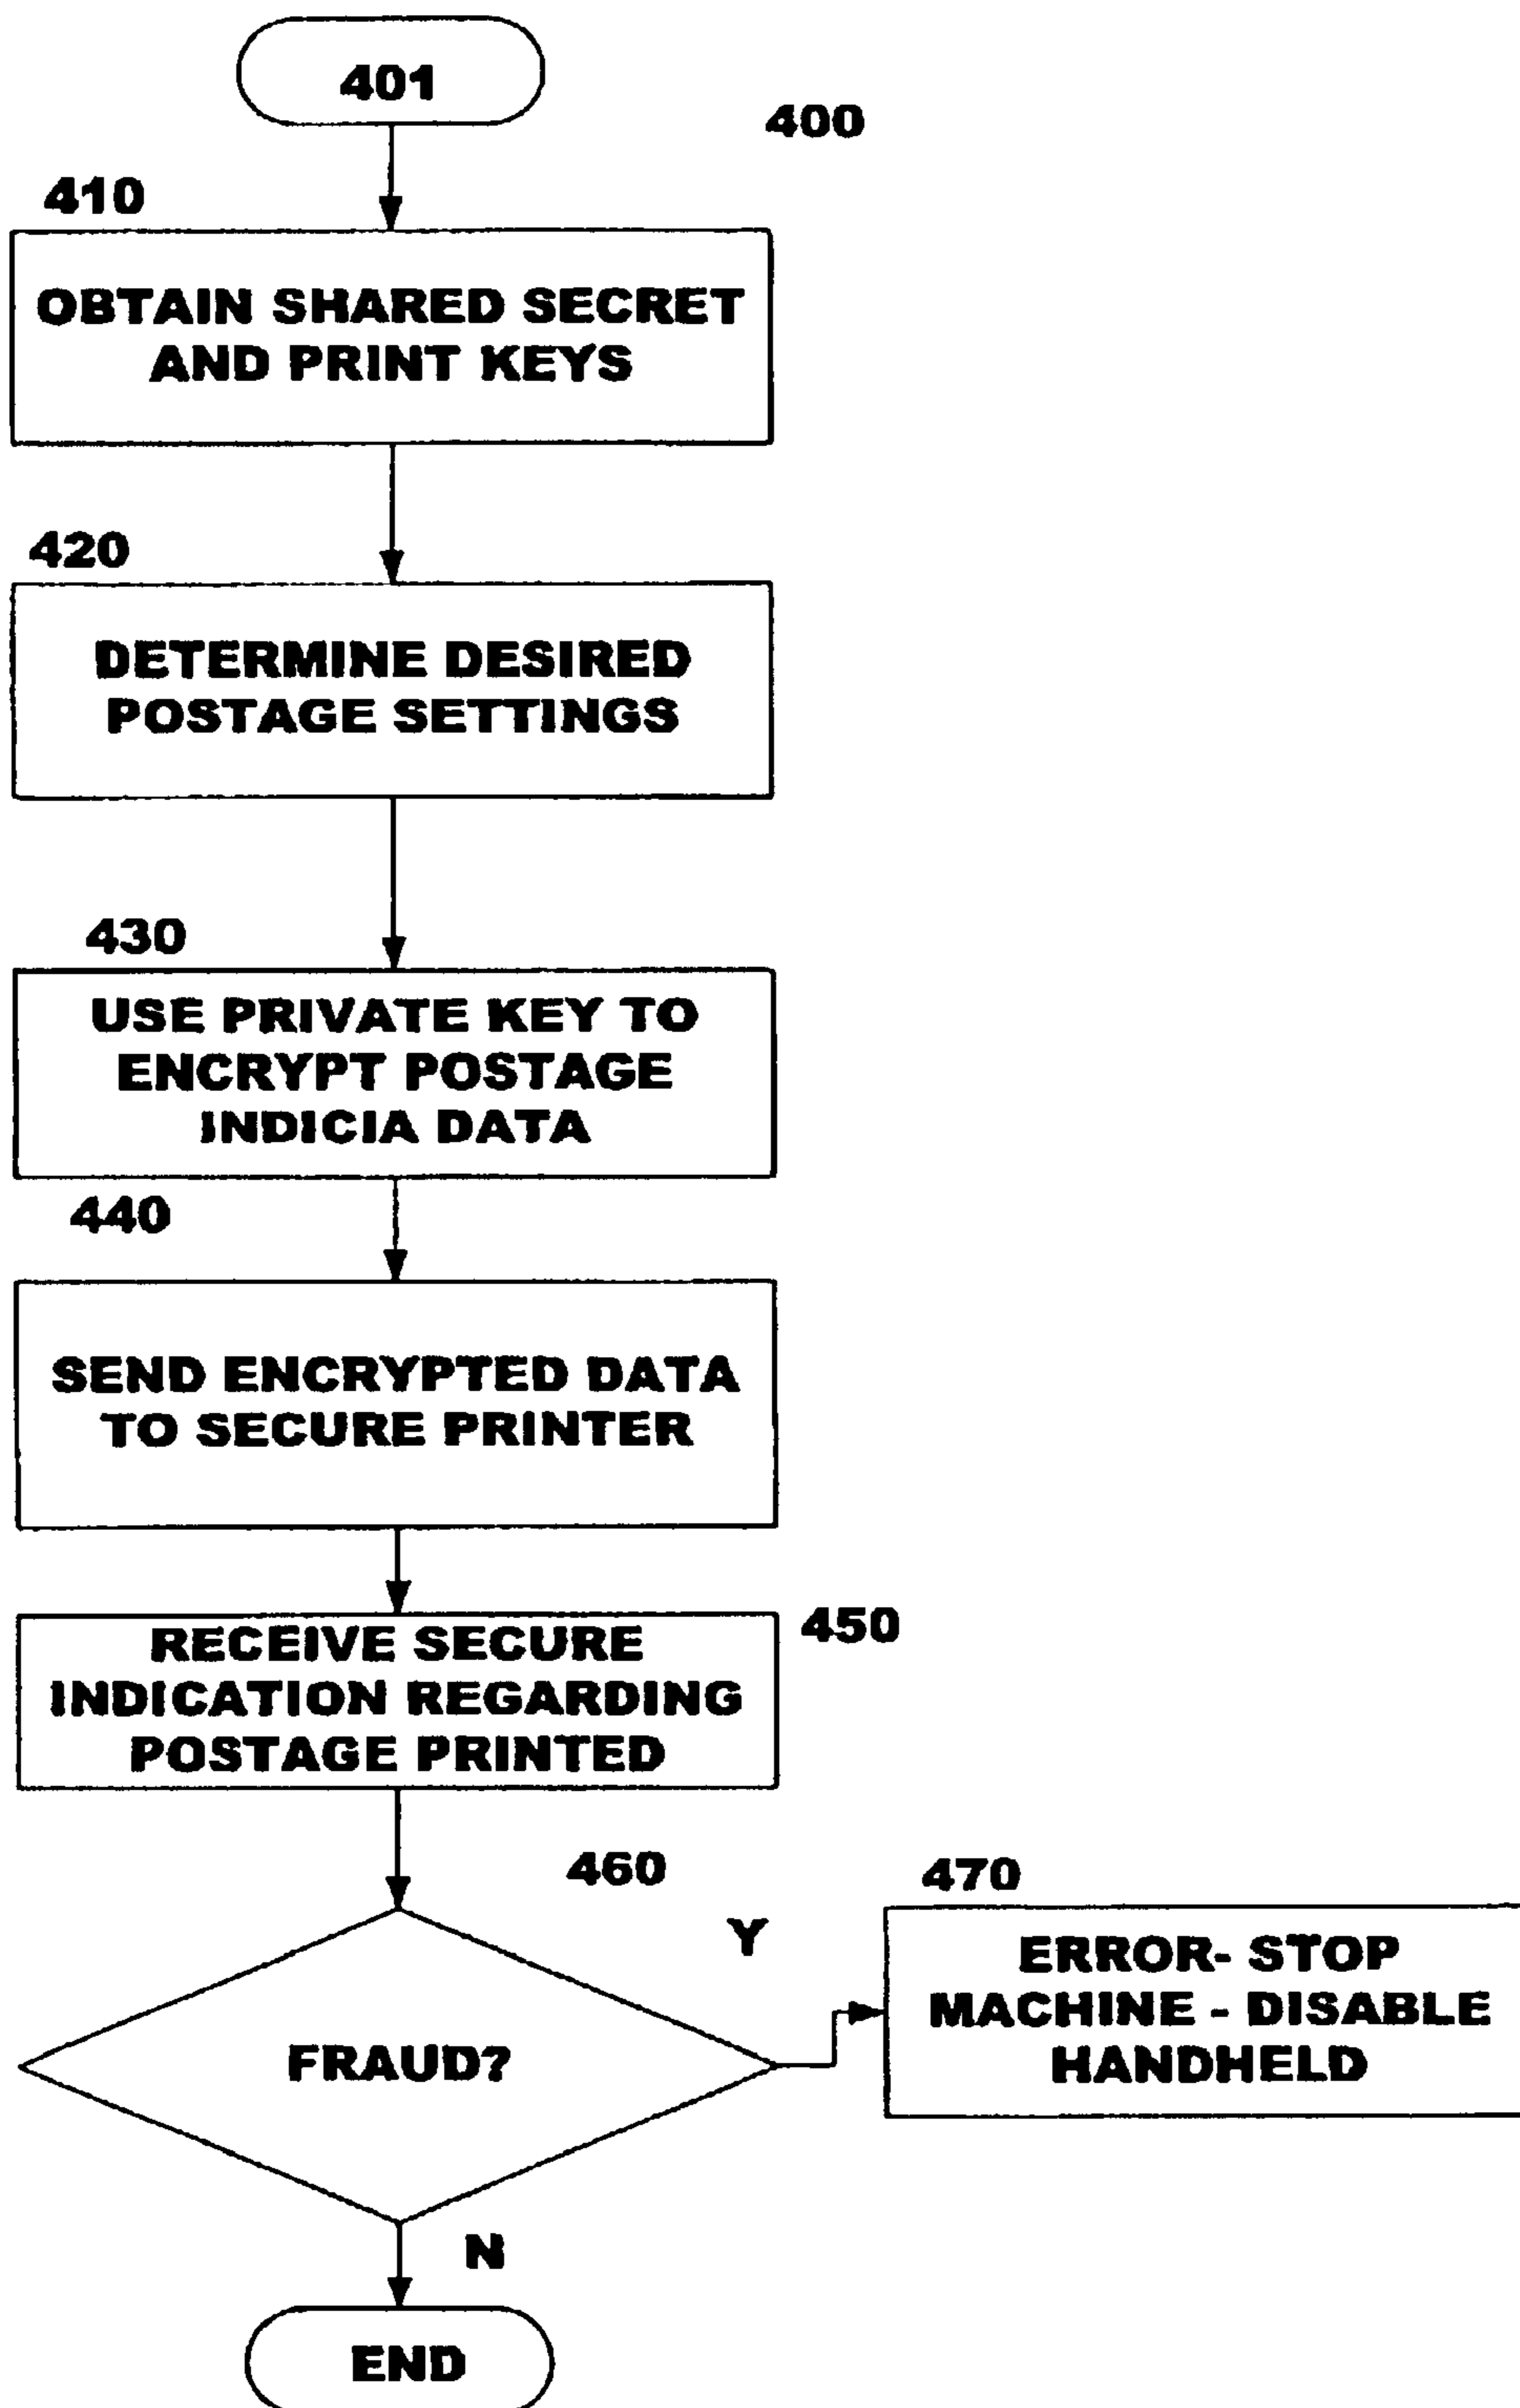 401
400
410
OBTAIN SHARED SECRET
AND PRINT KEYS
420
DETERMINE DESIRED
POSTAGE SETTINGS
430
USE PRIVATE KEY TO
ENCRYPT POSTAGE
INDICIA DATA
440
SEND ENCRYPTED DATA
TO SECURE PRINTER
450
RECEIVE SECURE
INDICATION REGARDING
POSTAGE PRINTED
460
470
Y
ERROR- STOP
MACHINE - DISABLE
HANDHELD
FRAUD?
N
END